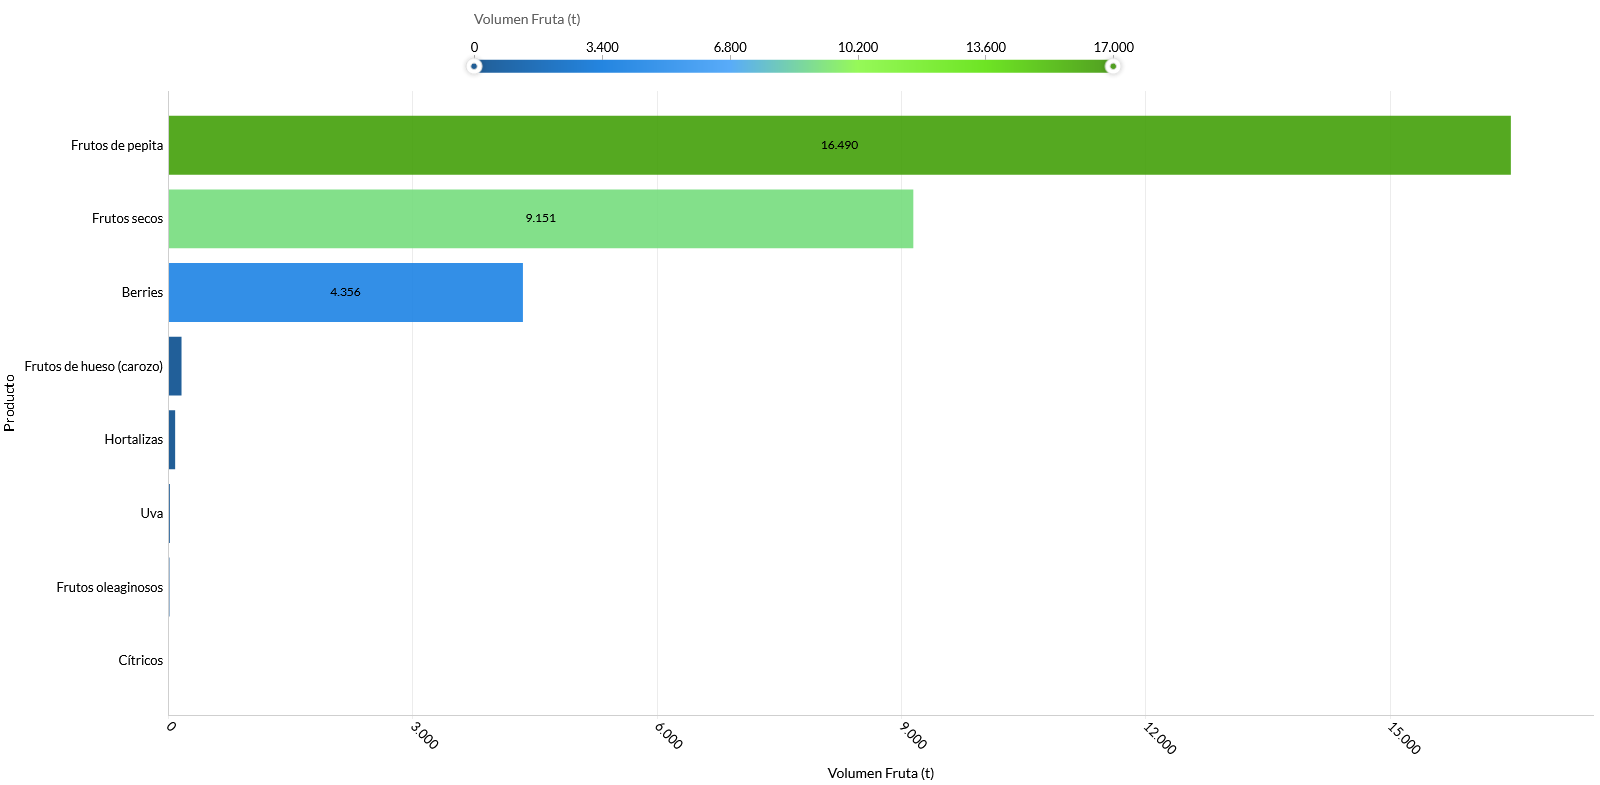 Volumen Fruta (t)
0 3.400 6.800 10.200 13.600 17.000
Frutos de pepita 16.490
Frutos secos 9.151
Berries 4.356
Frutos de hueso (carozo)
Hortalizas
Uva
Frutos oleaginosos
Cítricos
Producto
0 3.000 6.000 9.000 12.000 15.000
Volumen Fruta (t)